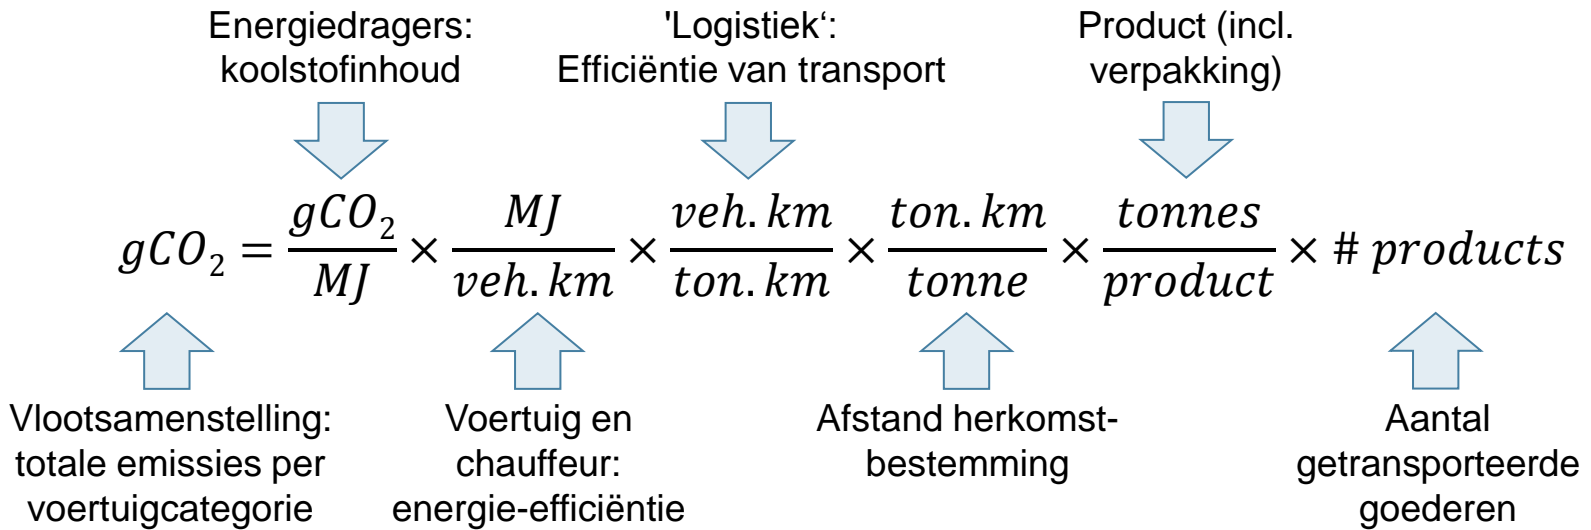 Energiedragers:
koolstofinhoud
'Logistiek‘:
Efficiëntie van transport
Product (incl.
verpakking)
gCO₂ = gCO₂/MJ × MJ/veh.km × veh.km/ton.km × ton.km/tonne × tonnes/product × # products
Vlootsamenstelling:
totale emissies per
voertuigcategorie
Voertuig en
chauffeur:
energie-efficiëntie
Afstand herkomst-
bestemming
Aantal
getransporteerde
goederen